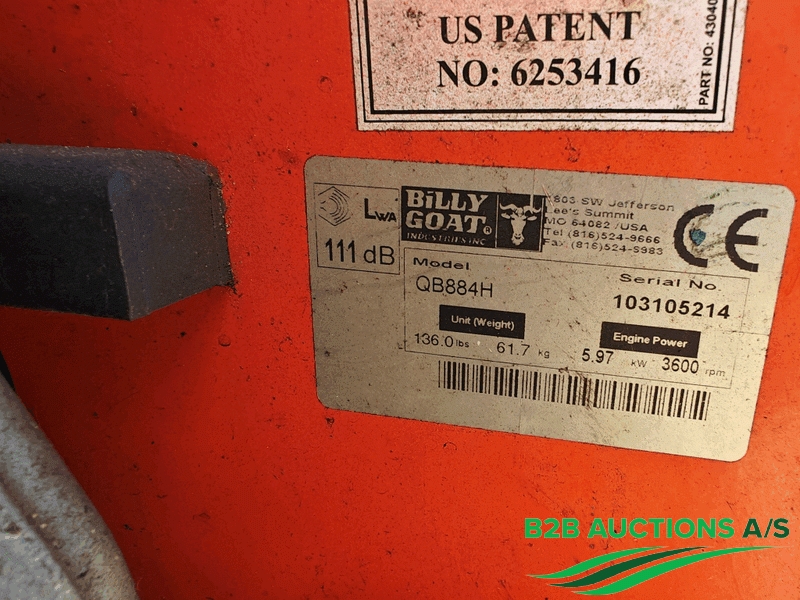 US PATENT
NO: 6253416
PART NO: 43040
LWA
111 dB
BiLLY
GOAT®
INDUSTRIES INC
1803 SW Jefferson
Lee's Summit
MO 64082 /USA
Tel (816)524-9666
Fax (816)524-9983
CE
Model
QB884H
Serial No.
103105214
Unit (Weight)
136.0 lbs 61.7 kg
Engine Power
5.97 kW 3600 rpm
B2B AUCTIONS A/S